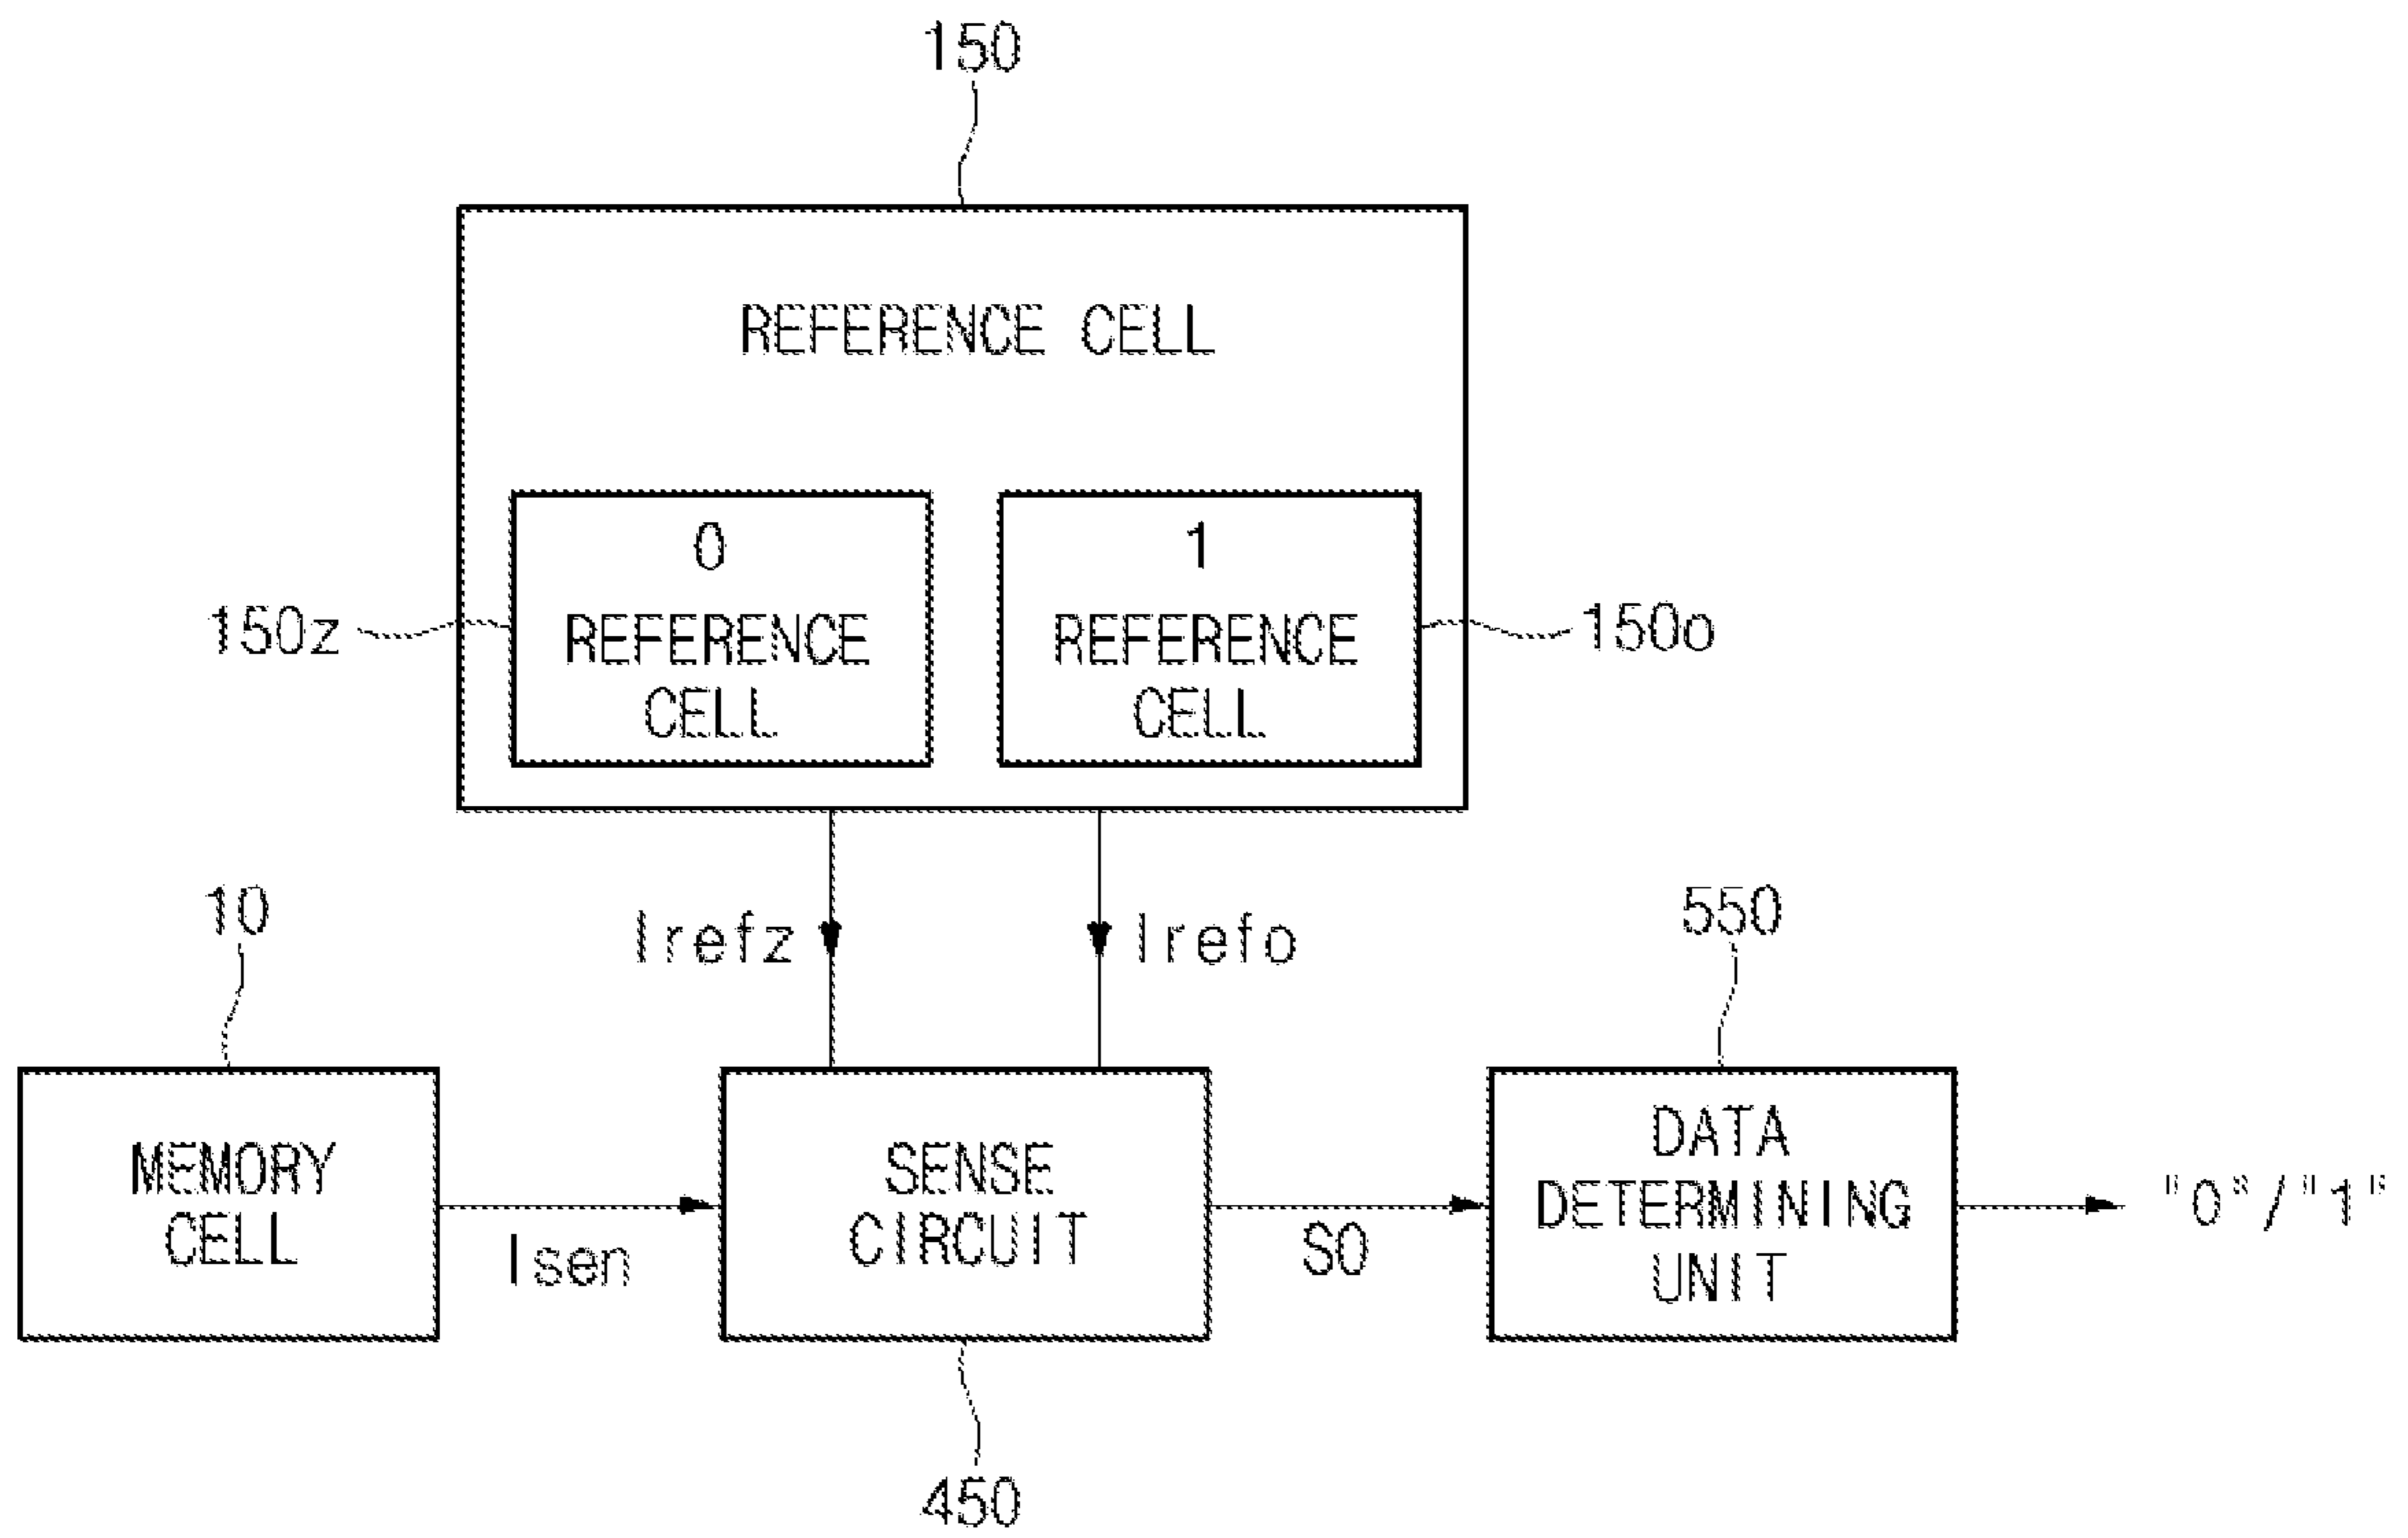 150
REFERENCE CELL
0
REFERENCE
CELL
1
REFERENCE
CELL
150z
150o
Irefz
Irefo
10
MEMORY
CELL
Isen
SENSE
CIRCUIT
450
SO
550
DATA
DETERMINING
UNIT
"0"/"1"